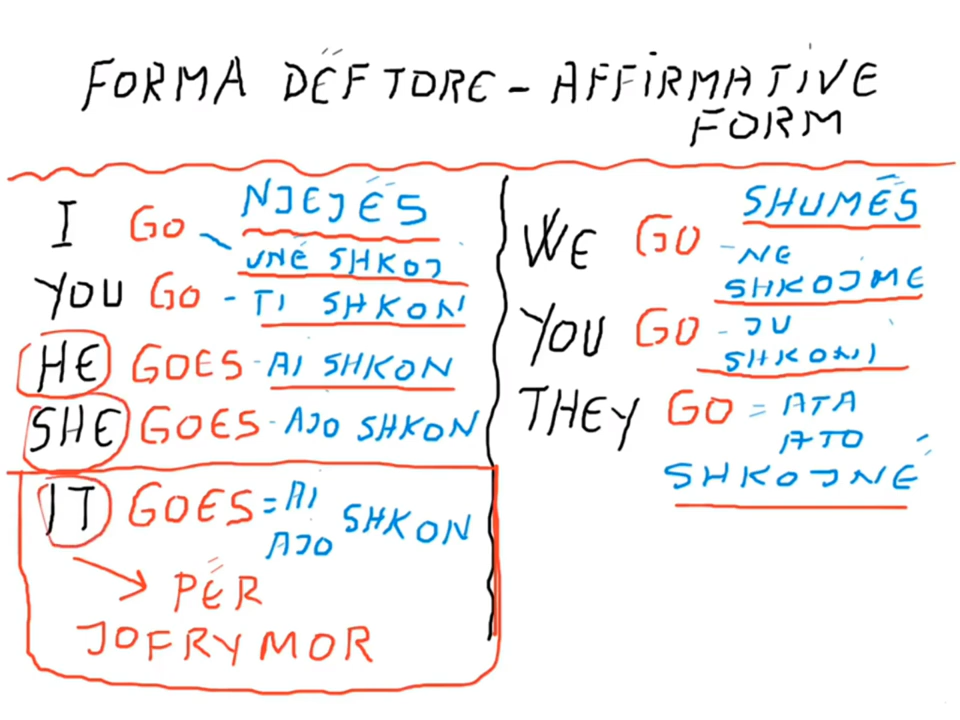 FORMA DËFTORE - AFFIRMATIVE
FORM
NJEJËS
I GO - UNË SHKOJ
YOU GO - TI SHKON
HE GOES - AI SHKON
SHE GOES - AJO SHKON
IT GOES = AI
AJO SHKON
PËR
JOFRYMOR
SHUMËS
WE GO - NE
SHKOJMË
YOU GO - JU
SHKONI
THEY GO = ATA
ATO
SHKOJNË